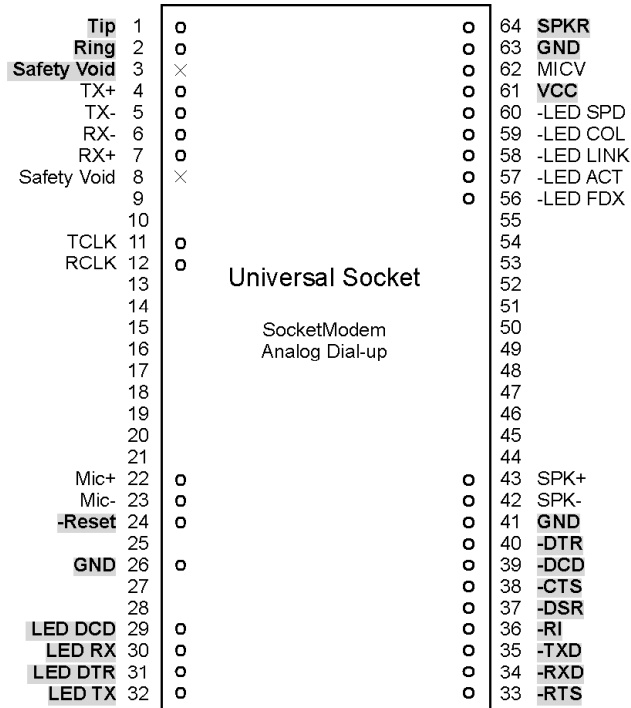 Tip 1 64 SPKR
Ring 2 63 GND
Safety Void 3 62 MICV
TX+ 4 61 VCC
TX- 5 60 -LED SPD
RX- 6 59 -LED COL
RX+ 7 58 -LED LINK
Safety Void 8 57 -LED ACT
9 56 -LED FDX
10 55
TCLK 11 54
RCLK 12 53
Universal Socket
13 52
14 51
15 SocketModem 50
16 Analog Dial-up 49
17 48
18 47
19 46
20 45
21 44
Mic+ 22 43 SPK+
Mic- 23 42 SPK-
-Reset 24 41 GND
25 40 -DTR
GND 26 39 -DCD
27 38 -CTS
28 37 -DSR
LED DCD 29 36 -RI
LED RX 30 35 -TXD
LED DTR 31 34 -RXD
LED TX 32 33 -RTS